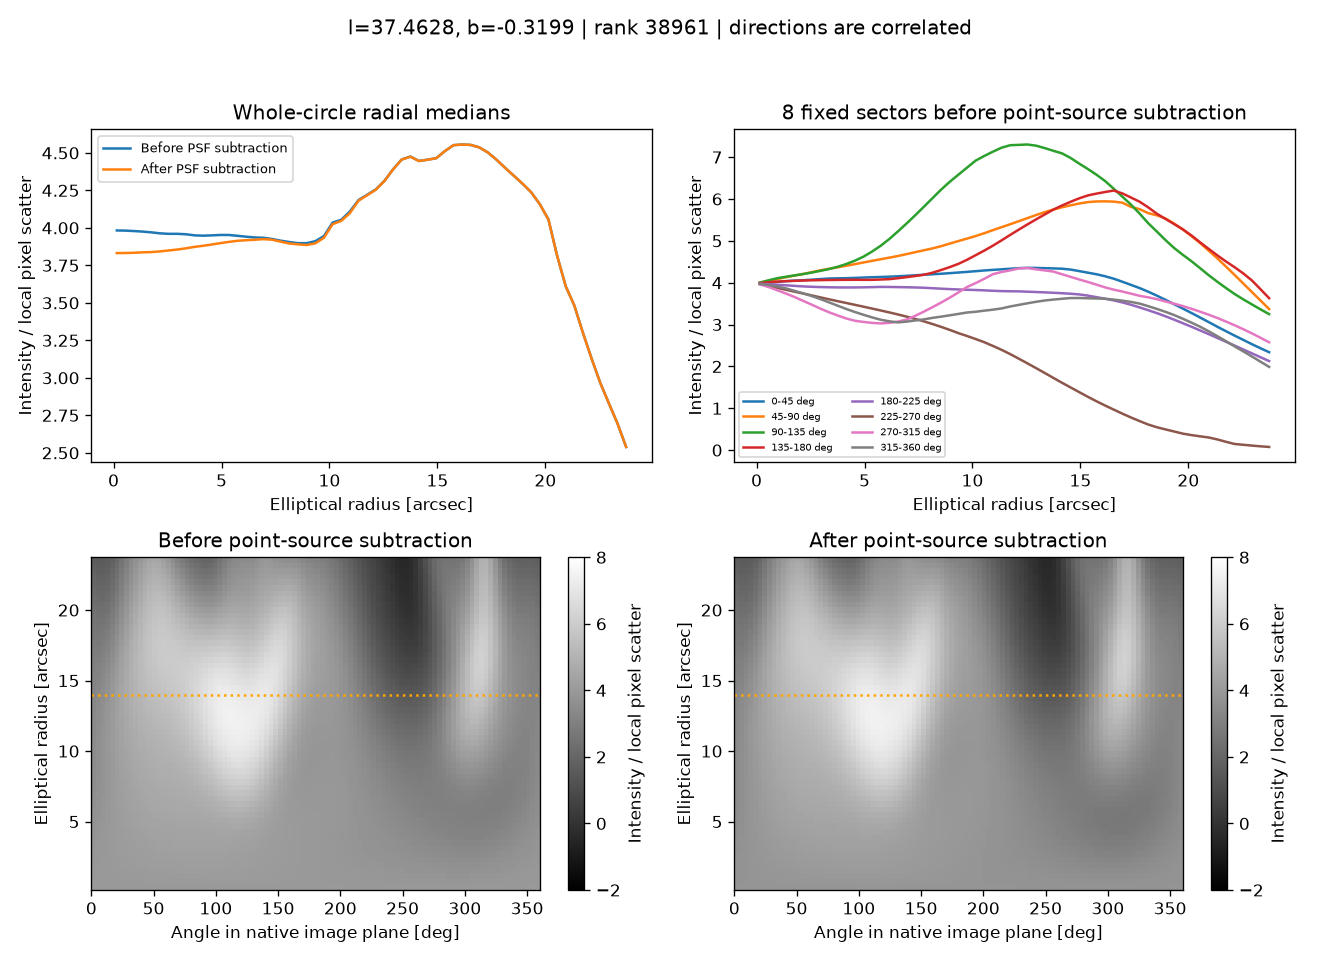 l=37.4628, b=-0.3199 | rank 38961 | directions are correlated
Whole-circle radial medians
Intensity / local pixel scatter
4.50
4.25
4.00
3.75
3.50
3.25
3.00
2.75
2.50
Before PSF subtraction
After PSF subtraction
0 5 10 15 20
Elliptical radius [arcsec]
8 fixed sectors before point-source subtraction
Intensity / local pixel scatter
7
6
5
4
3
2
1
0
0-45 deg
45-90 deg
90-135 deg
135-180 deg
180-225 deg
225-270 deg
270-315 deg
315-360 deg
0 5 10 15 20
Elliptical radius [arcsec]
Before point-source subtraction
Elliptical radius [arcsec]
20
15
10
5
0 50 100 150 200 250 300 350
Angle in native image plane [deg]
8
6
4
2
0
−2
Intensity / local pixel scatter
After point-source subtraction
Elliptical radius [arcsec]
20
15
10
5
0 50 100 150 200 250 300 350
Angle in native image plane [deg]
8
6
4
2
0
−2
Intensity / local pixel scatter